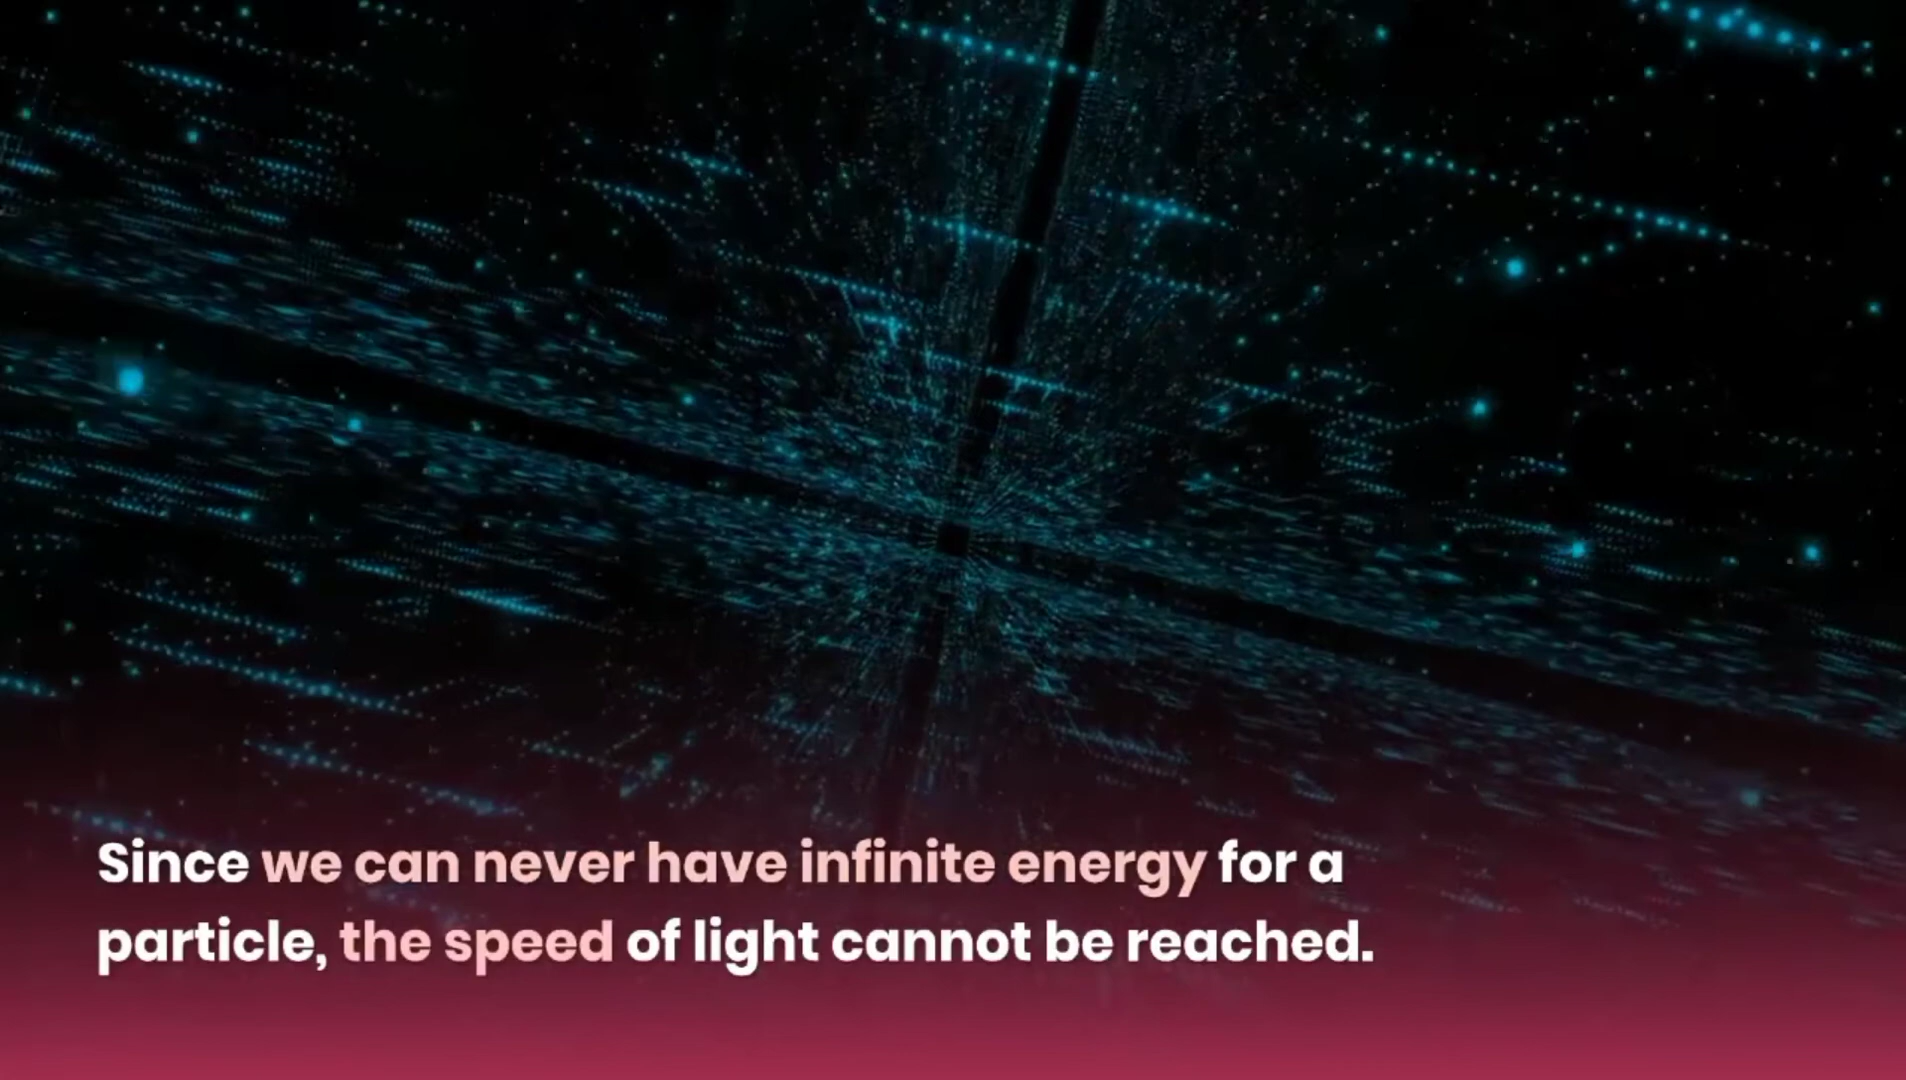 Since we can never have infinite energy for a
particle, the speed of light cannot be reached.